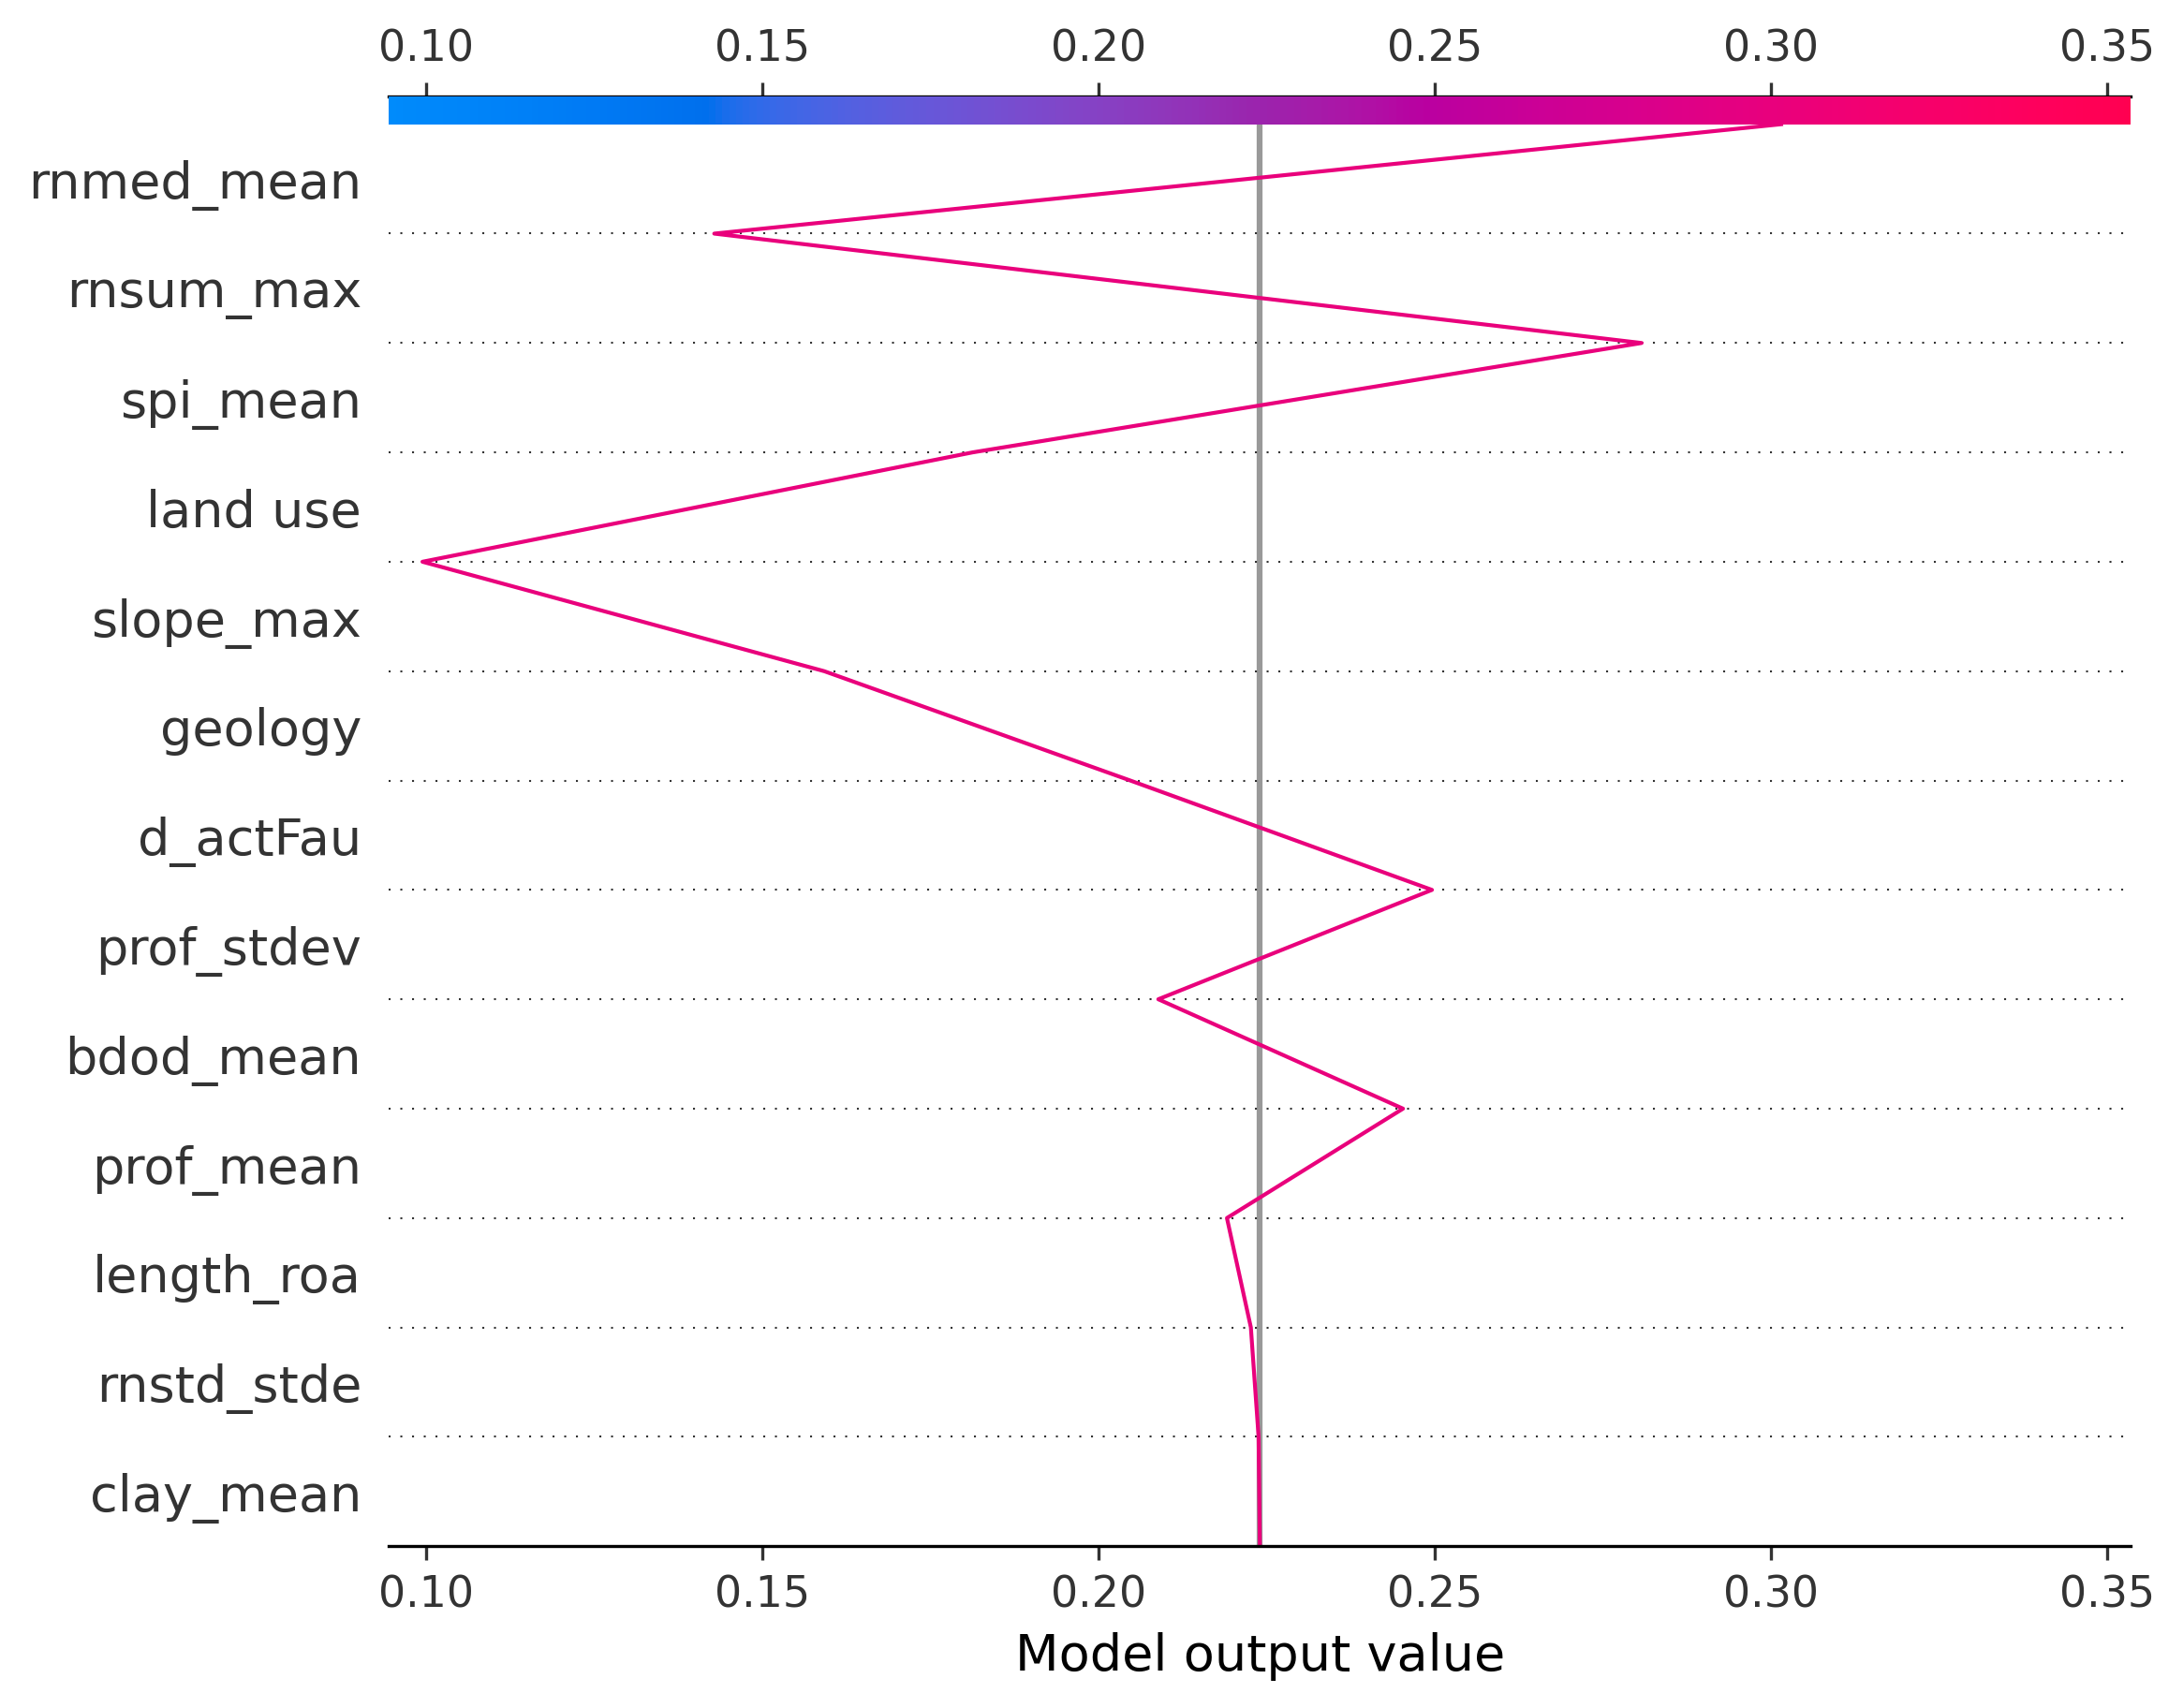 0.10 0.15 0.20 0.25 0.30 0.35
rnmed_mean
rnsum_max
spi_mean
land use
slope_max
geology
d_actFau
prof_stdev
bdod_mean
prof_mean
length_roa
rnstd_stde
clay_mean
0.10 0.15 0.20 0.25 0.30 0.35
Model output value